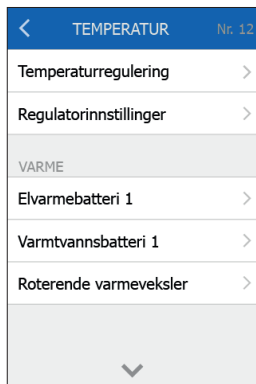 TEMPERATUR Nr. 12
Temperaturregulering
Regulatorinnstillinger
VARME
Elvarmebatteri 1
Varmtvannsbatteri 1
Roterende varmeveksler